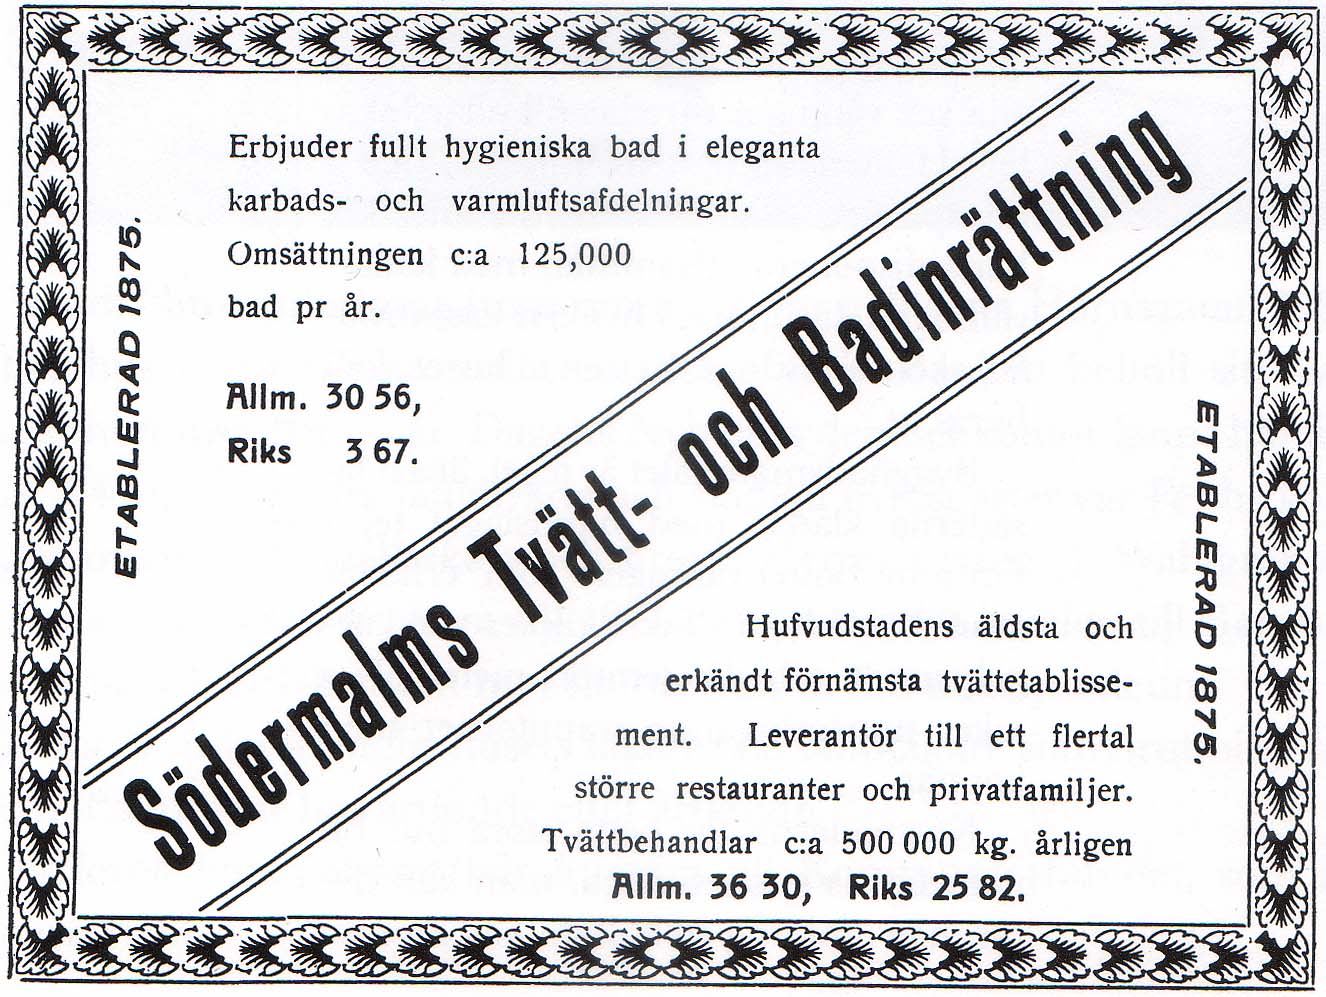 ETABLERAD 1875.
Erbjuder fullt hygieniska bad i eleganta
karbads- och varmluftsafdelningar.
Omsättningen c:a 125,000
bad pr år.
Allm. 30 56,
Riks 3 67.
Södermalms Tvätt- och Badinrättning
Hufvudstadens äldsta och
erkändt förnämsta tvättetablisse-
ment. Leverantör till ett flertal
större restauranter och privatfamiljer.
Tvättbehandlar c:a 500 000 kg. årligen
Allm. 36 30, Riks 25 82.
ETABLERAD 1875.